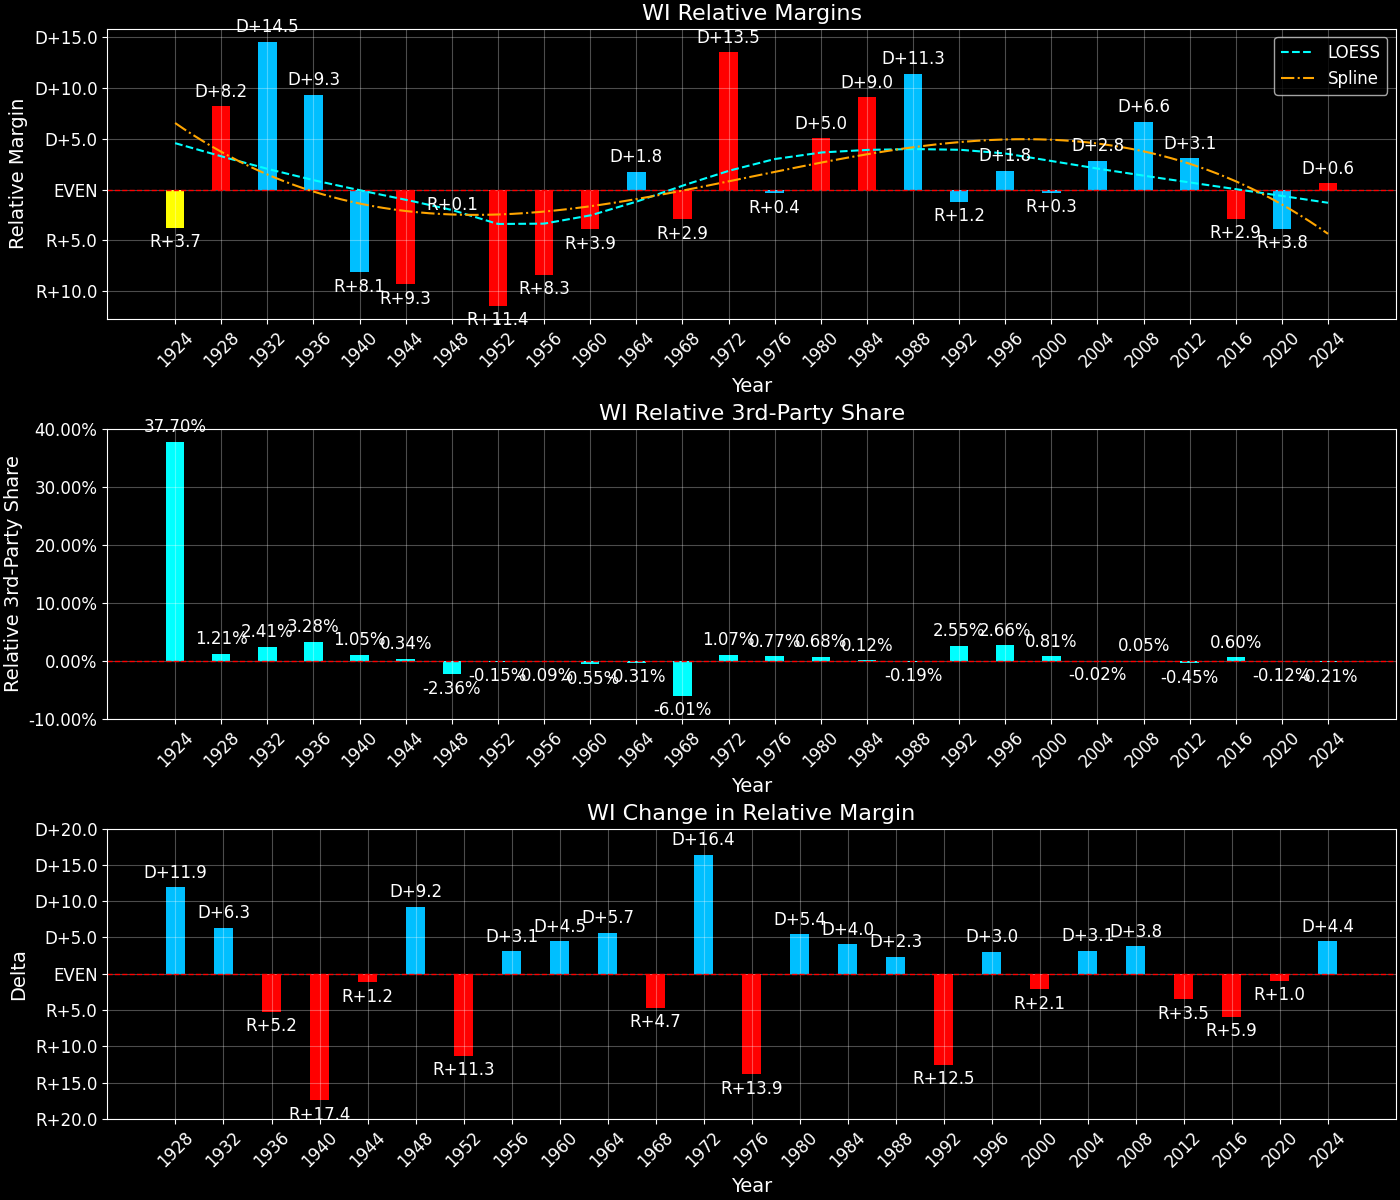 WI Relative Margins
Relative Margin
D+15.0
D+10.0
D+5.0
EVEN
R+5.0
R+10.0
LOESS
Spline
R+3.7
D+8.2
D+14.5
D+9.3
R+8.1
R+9.3
R+0.1
R+11.4
R+8.3
R+3.9
D+1.8
R+2.9
D+13.5
R+0.4
D+5.0
D+9.0
D+11.3
R+1.2
D+1.8
R+0.3
D+2.8
D+6.6
D+3.1
R+2.9
R+3.8
D+0.6
1924 1928 1932 1936 1940 1944 1948 1952 1956 1960 1964 1968 1972 1976 1980 1984 1988 1992 1996 2000 2004 2008 2012 2016 2020 2024
Year
WI Relative 3rd-Party Share
Relative 3rd-Party Share
40.00%
30.00%
20.00%
10.00%
0.00%
-10.00%
37.70%
1.21%
2.41%
3.28%
1.05%
0.34%
-2.36%
-0.15%
-0.09%
-0.55%
-0.31%
-6.01%
1.07%
0.77%
0.68%
0.12%
-0.19%
2.55%
2.66%
0.81%
-0.02%
0.05%
-0.45%
0.60%
-0.12%
-0.21%
1924 1928 1932 1936 1940 1944 1948 1952 1956 1960 1964 1968 1972 1976 1980 1984 1988 1992 1996 2000 2004 2008 2012 2016 2020 2024
Year
WI Change in Relative Margin
Delta
D+20.0
D+15.0
D+10.0
D+5.0
EVEN
R+5.0
R+10.0
R+15.0
R+20.0
D+11.9
D+6.3
R+5.2
R+17.4
R+1.2
D+9.2
R+11.3
D+3.1
D+4.5
D+5.7
R+4.7
D+16.4
R+13.9
D+5.4
D+4.0
D+2.3
R+12.5
D+3.0
R+2.1
D+3.1
D+3.8
R+3.5
R+5.9
R+1.0
D+4.4
1928 1932 1936 1940 1944 1948 1952 1956 1960 1964 1968 1972 1976 1980 1984 1988 1992 1996 2000 2004 2008 2012 2016 2020 2024
Year